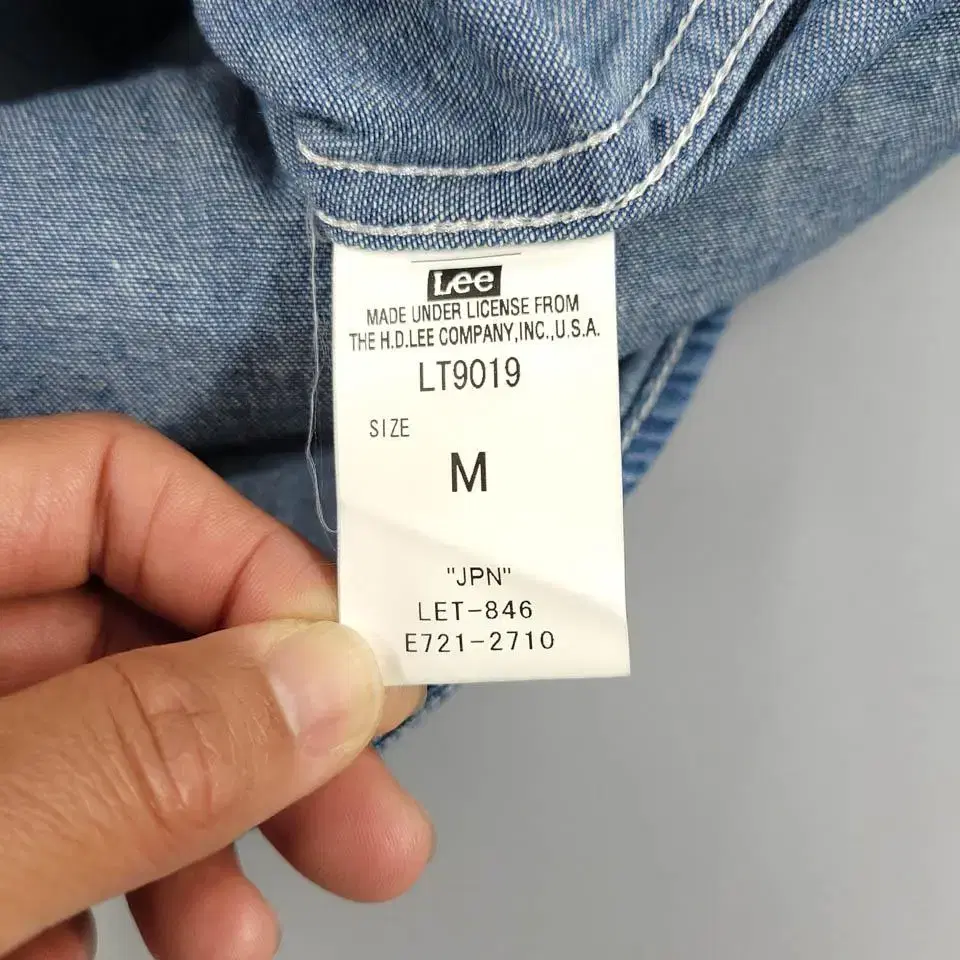 Lee
MADE UNDER LICENSE FROM
THE H.D.LEE COMPANY,INC.,U.S.A.
LT9019
SIZE
M
"JPN"
LET-846
E721-2710